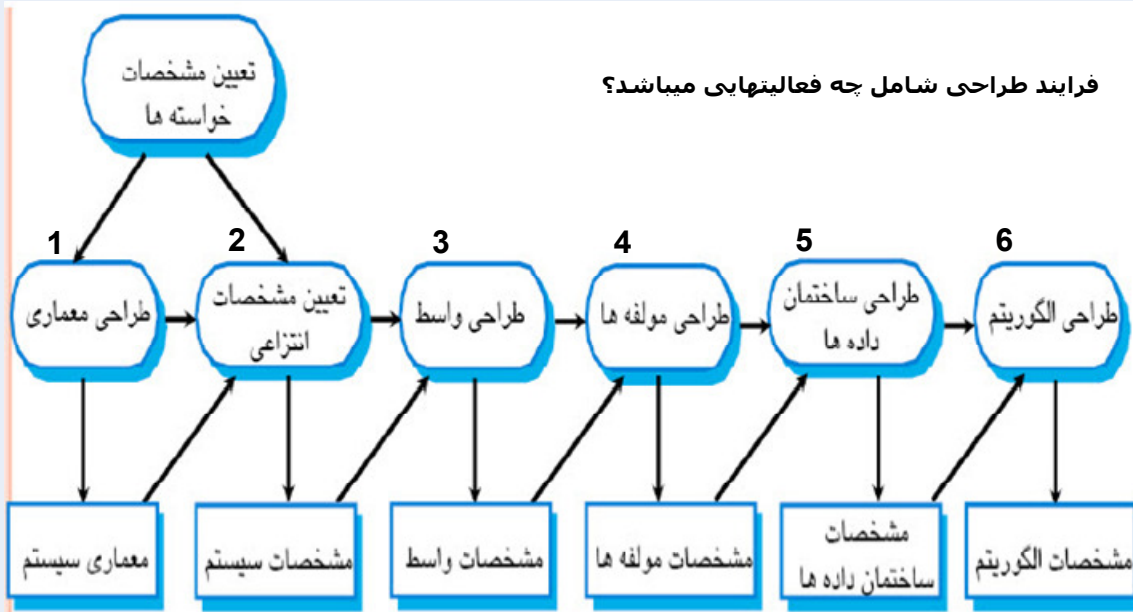 تعیین مشخصات
خواسته ها
فرایند طراحی شامل چه فعالیتهایی میباشد؟
1
2
3
4
5
6
طراحی معماری
تعیین مشخصات
انتزاعی
طراحی واسط
طراحی مولفه ها
طراحی ساختمان
داده ها
طراحی الگوریتم
معماری سیستم
مشخصات سیستم
مشخصات واسط
مشخصات مولفه ها
مشخصات
ساختمان داده ها
مشخصات الگوریتم